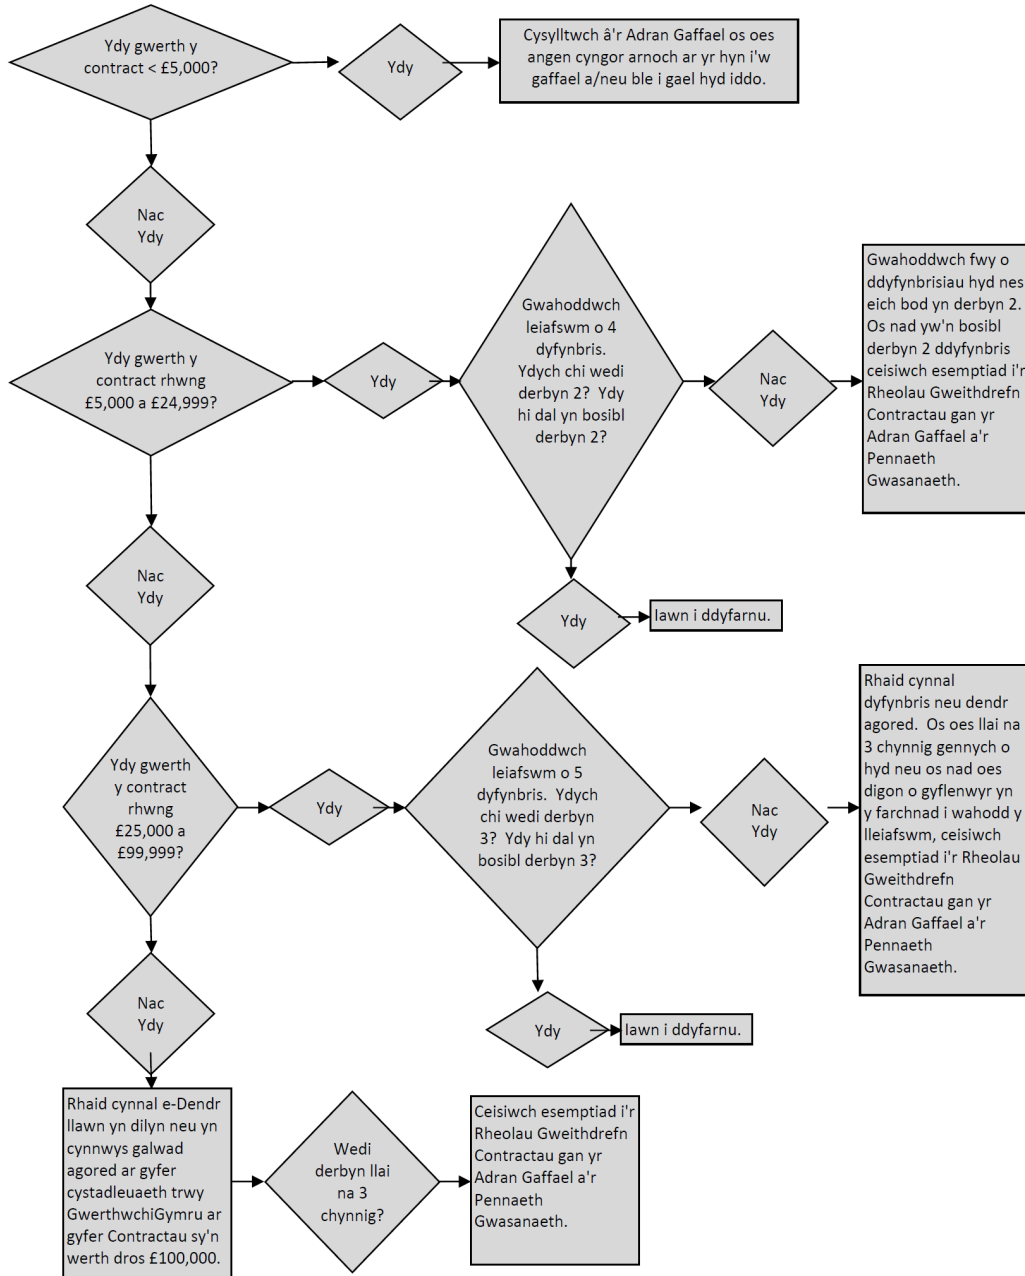 Ydy gwerth y
contract < £5,000?
Ydy
Cysylltwch â'r Adran Gaffael os oes
angen cyngor arnoch ar yr hyn i'w
gaffael a/neu ble i gael hyd iddo.
Nac
Ydy
Ydy gwerth y
contract rhwng
£5,000 a £24,999?
Ydy
Gwahoddwch
leiafswm o 4
dyfynbris.
Ydych chi wedi
derbyn 2?  Ydy
hi dal yn bosibl
derbyn 2?
Nac
Ydy
Gwahoddwch fwy o
ddyfynbrisiau hyd nes
eich bod yn derbyn 2.
Os nad yw'n bosibl
derbyn 2 ddyfynbris
ceisiwch esemptiad i'r
Rheolau Gweithdrefn
Contractau gan yr
Adran Gaffael a'r
Pennaeth
Gwasanaeth.
Nac
Ydy
Ydy
Iawn i ddyfarnu.
Ydy gwerth
y contract
rhwng
£25,000 a
£99,999?
Ydy
Gwahoddwch
leiafswm o 5
dyfynbris.  Ydych
chi wedi derbyn
3?  Ydy hi dal yn
bosibl derbyn 3?
Nac
Ydy
Rhaid cynnal
dyfynbris neu dendr
agored.  Os oes llai na
3 chynnig gennych o
hyd neu os nad oes
digon o gyflenwyr yn
y farchnad i wahodd y
lleiafswm, ceisiwch
esemptiad i'r Rheolau
Gweithdrefn
Contractau gan yr
Adran Gaffael a'r
Pennaeth
Gwasanaeth.
Nac
Ydy
Ydy
Iawn i ddyfarnu.
Rhaid cynnal e-Dendr
llawn yn dilyn neu yn
cynnwys galwad
agored ar gyfer
cystadleuaeth trwy
GwerthwchiGymru ar
gyfer Contractau sy'n
werth dros £100,000.
Wedi
derbyn llai
na 3
chynnig?
Ceisiwch esemptiad i'r
Rheolau Gweithdrefn
Contractau gan yr
Adran Gaffael a'r
Pennaeth
Gwasanaeth.